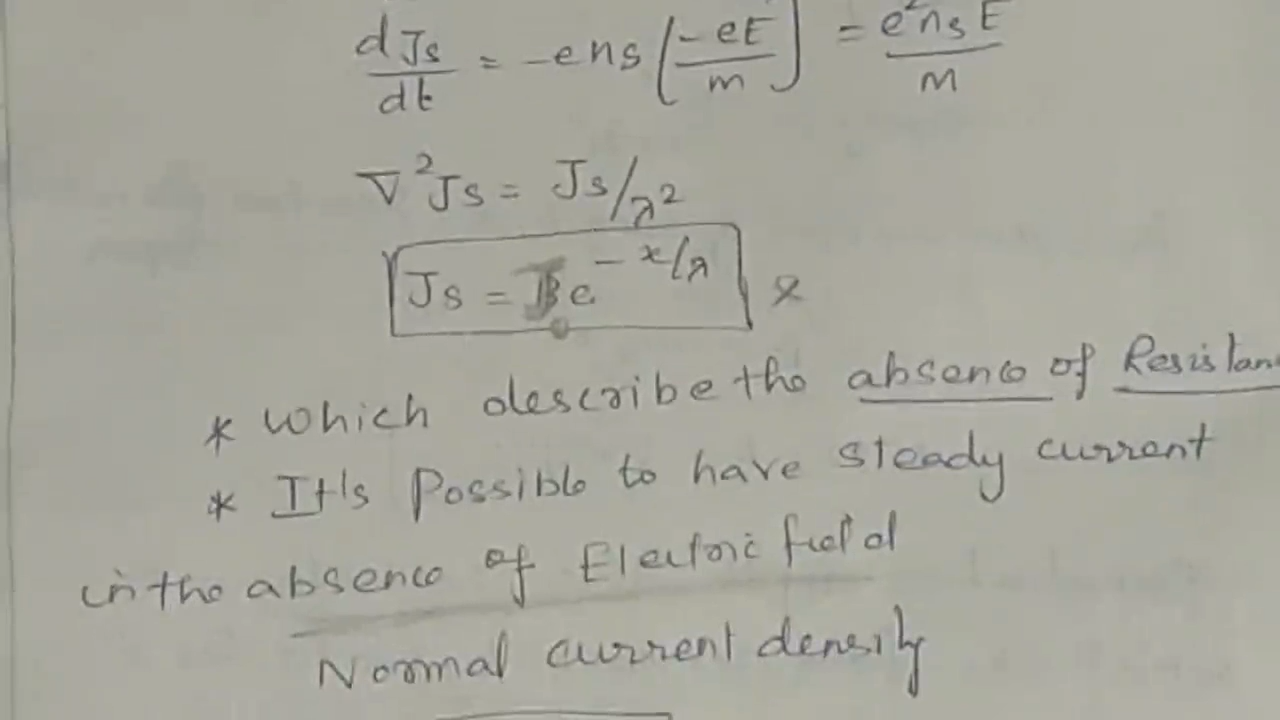 dJs/dt = -ens(-eE/m) = e²nsE/m
∇²Js = Js/λ²
Js = e^-x/λ
* Which describe the absence of Resistan
* It's Possible to have steady current
in the absence of Electric field
Normal current density